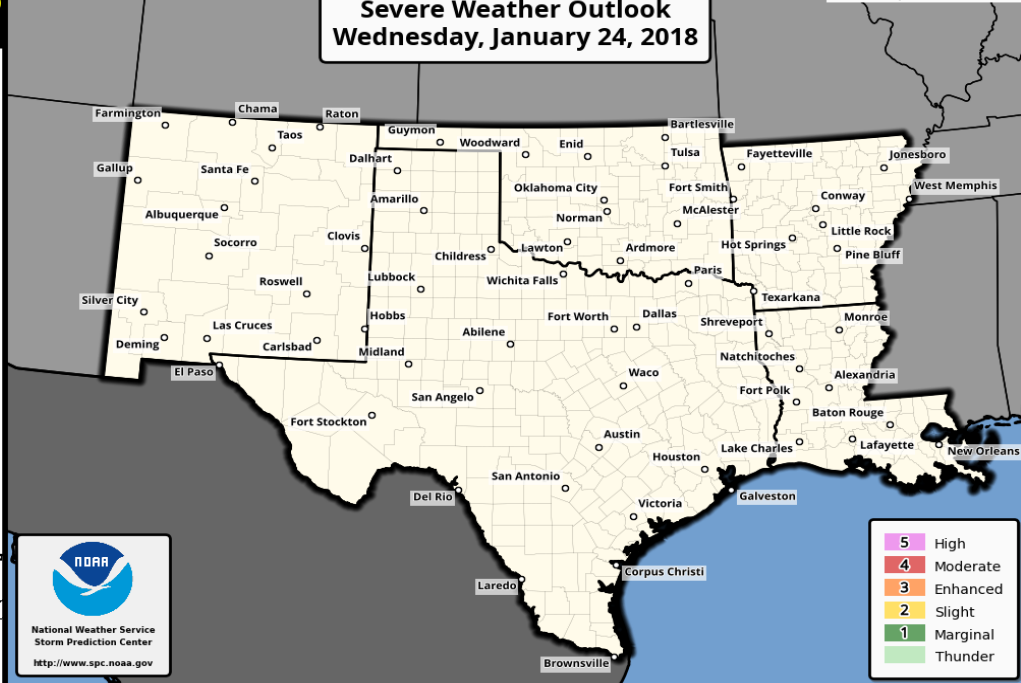 Severe Weather Outlook
Wednesday, January 24, 2018
Farmington
Chama
Raton
Taos
Guymon
Woodward
Enid
Bartlesville
Tulsa
Fayetteville
Jonesboro
Gallup
Santa Fe
Dalhart
Oklahoma City
Fort Smith
West Memphis
Albuquerque
Amarillo
Norman
McAlester
Conway
Little Rock
Socorro
Clovis
Childress
Lawton
Ardmore
Hot Springs
Pine Bluff
Roswell
Lubbock
Wichita Falls
Paris
Texarkana
Silver City
Las Cruces
Hobbs
Abilene
Fort Worth
Dallas
Shreveport
Monroe
Deming
Carlsbad
Midland
Natchitoches
El Paso
San Angelo
Waco
Fort Polk
Alexandria
Fort Stockton
Baton Rouge
Austin
Lake Charles
Lafayette
New Orleans
Houston
Del Rio
San Antonio
Galveston
Victoria
Laredo
Corpus Christi
Brownsville
NOAA
National Weather Service
Storm Prediction Center
http://www.spc.noaa.gov
5 High
4 Moderate
3 Enhanced
2 Slight
1 Marginal
Thunder